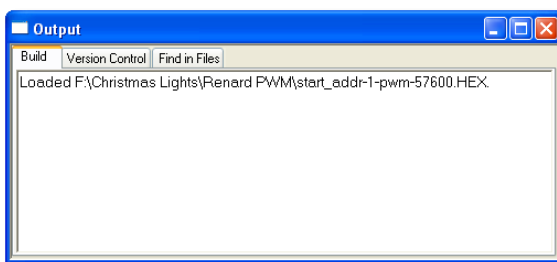 Output
Build Version Control Find in Files
Loaded F:\Christmas Lights\Renard PWM\start_addr-1-pwm-57600.HEX.